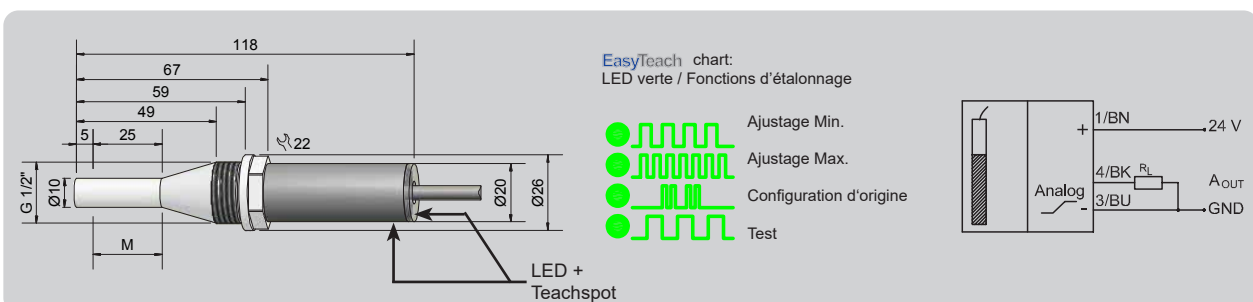 118
67
59
49
5
25
22
G 1/2"
Ø10
Ø20
Ø26
M
LED +
Teachspot
EasyTeach chart:
LED verte / Fonctions d'étalonnage
Ajustage Min.
Ajustage Max.
Configuration d‘origine
Test
+
1/BN
24 V
4/BK
RL
AOUT
Analog
-
3/BU
GND